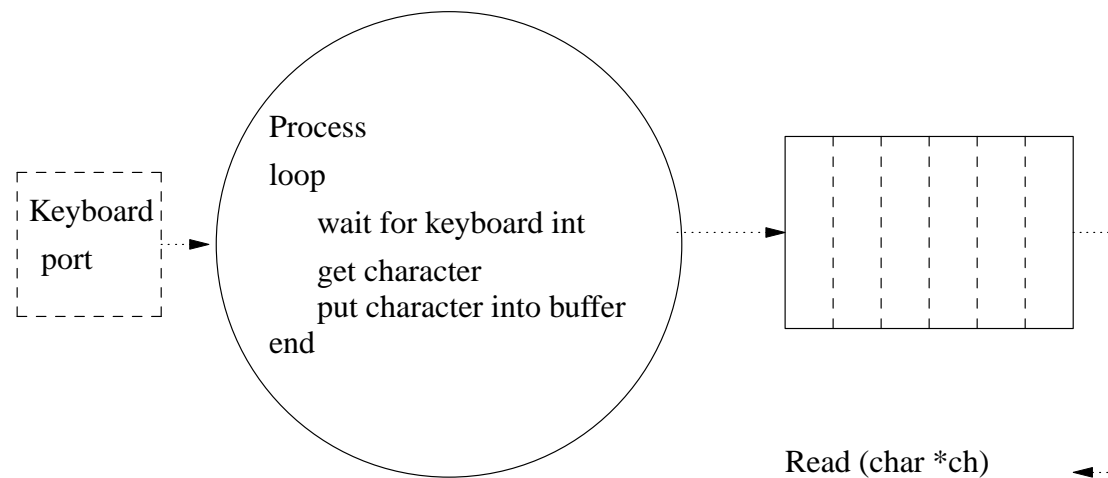 Keyboard
port
Process
loop
wait for keyboard int
get character
put character into buffer
end
Read (char *ch)